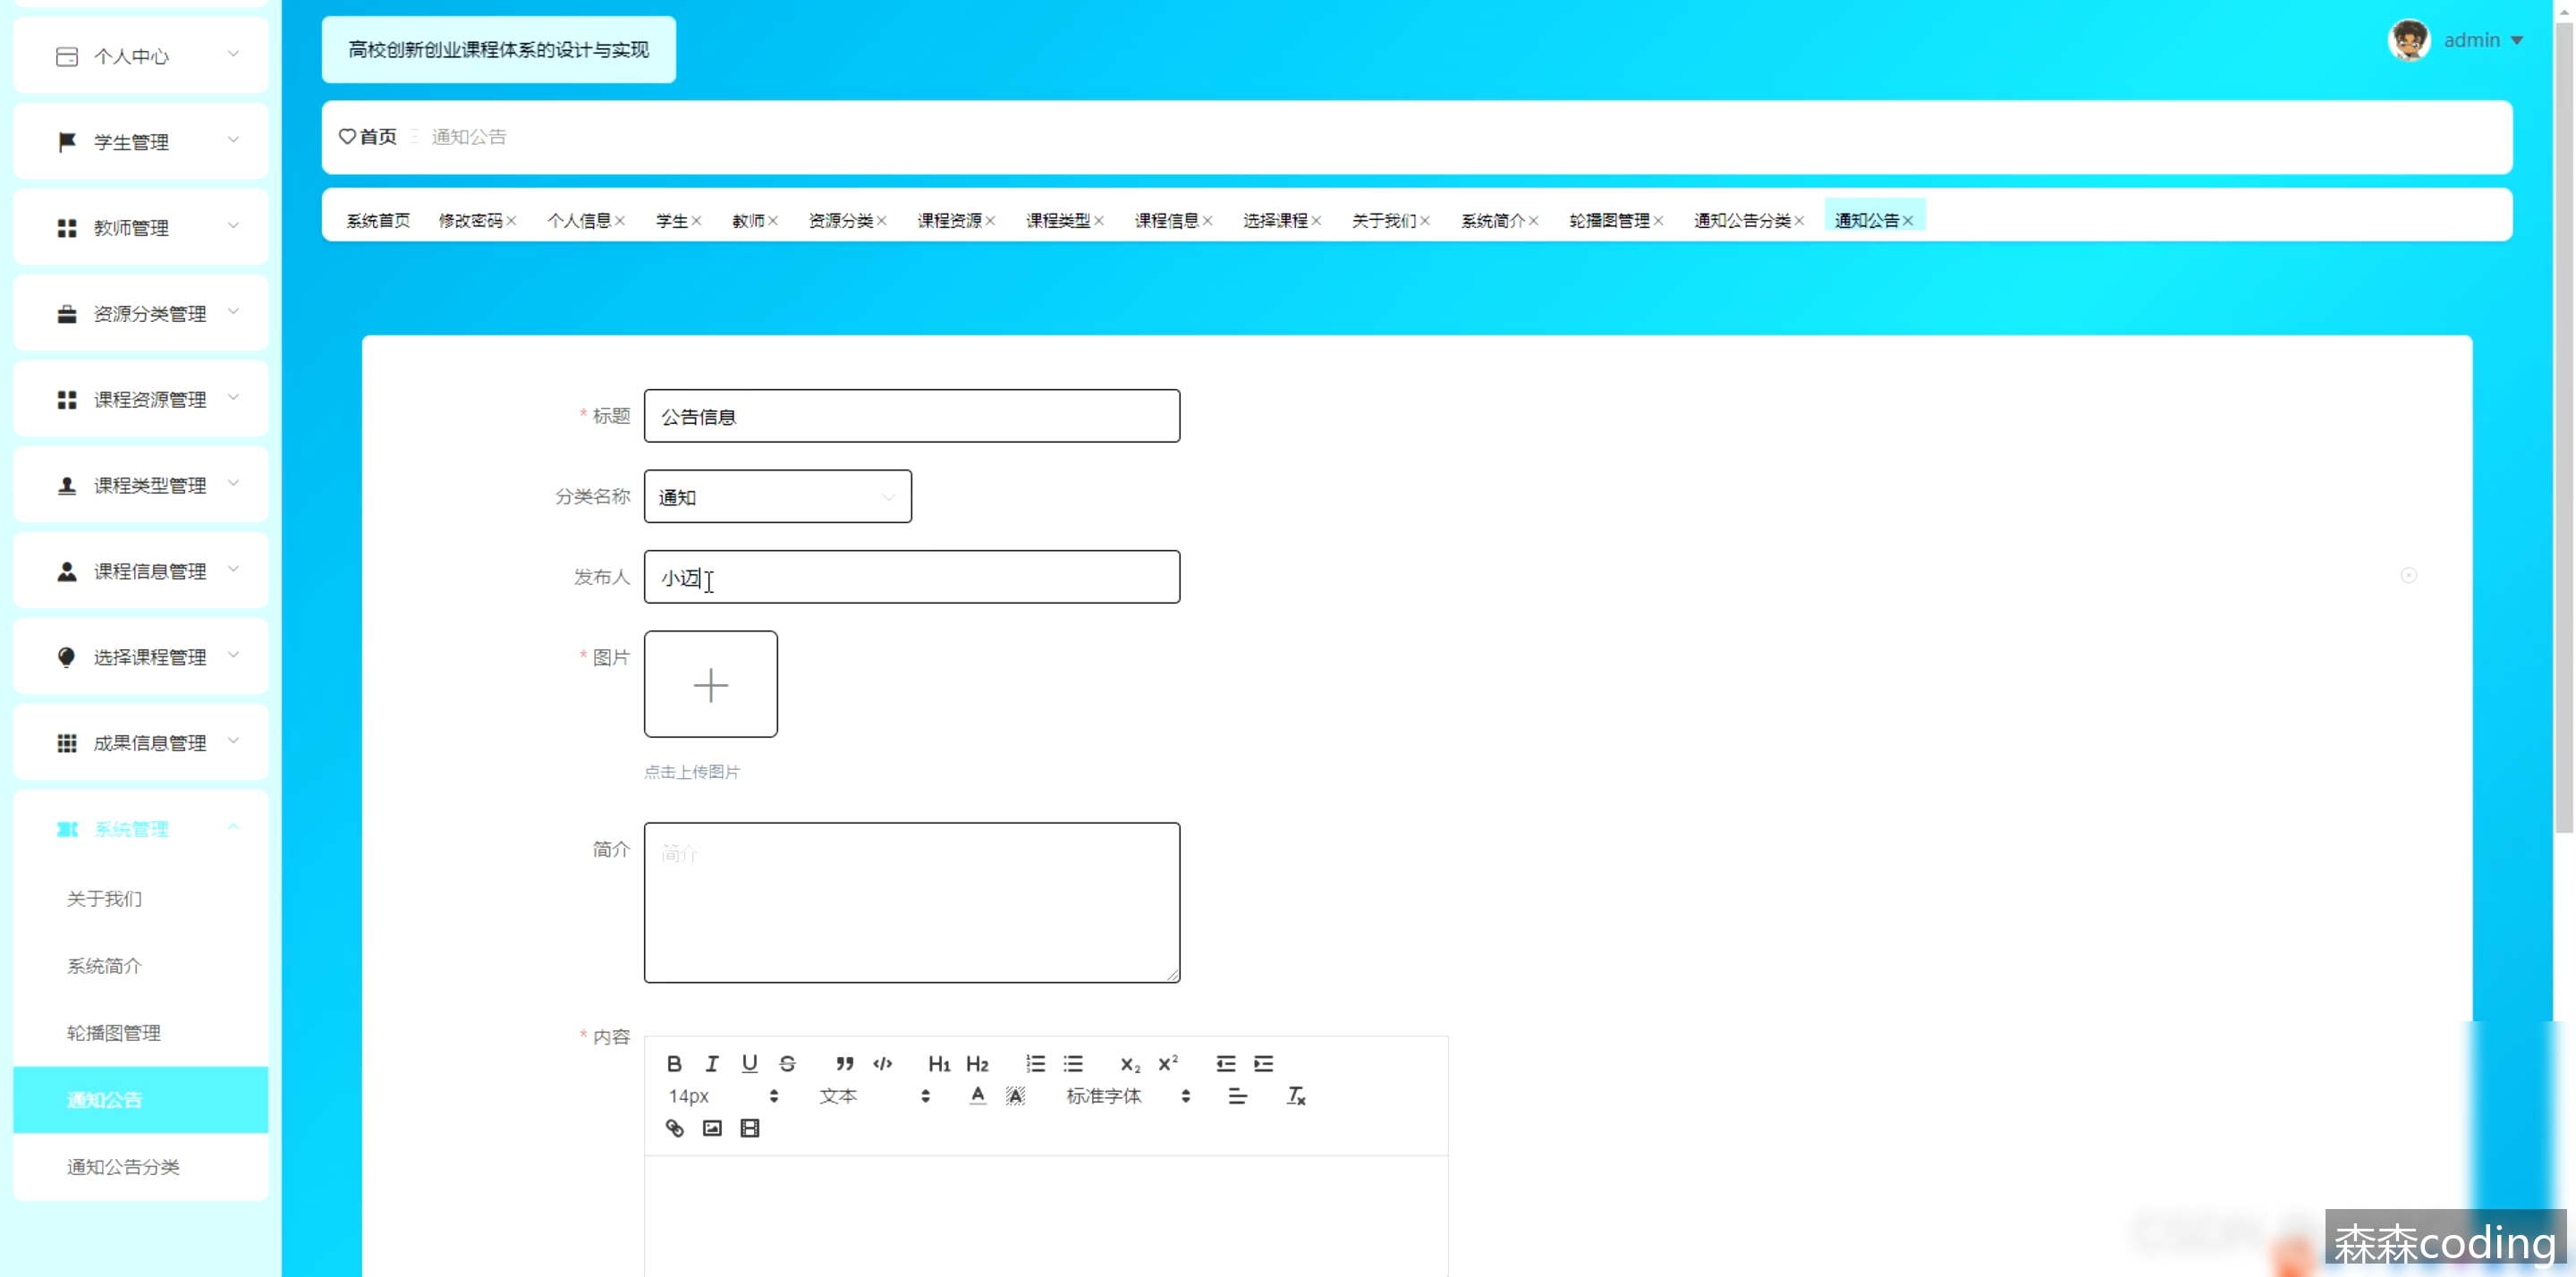 个人中心
学生管理
教师管理
资源分类管理
课程资源管理
课程类型管理
课程信息管理
选择课程管理
成果信息管理
系统管理
关于我们
系统简介
轮播图管理
通知公告
通知公告分类
高校创新创业课程体系的设计与实现
admin
首页 通知公告
系统首页 修改密码 个人信息 学生 教师 资源分类 课程资源 课程类型 课程信息 选择课程 关于我们 系统简介 轮播图管理 通知公告分类 通知公告
* 标题 公告信息
分类名称 通知
发布人 小迈
* 图片
点击上传图片
简介 简介
* 内容
B I U S H1 H2 X2 X2
14px 文本 A A 标准字体 Tx
森森coding